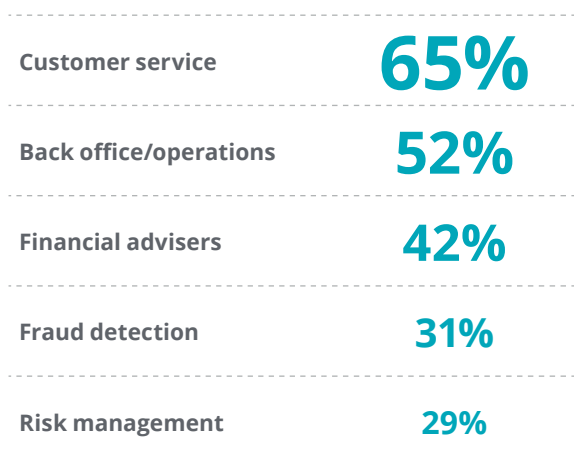 Customer service 65%
Back office/operations 52%
Financial advisers 42%
Fraud detection 31%
Risk management 29%